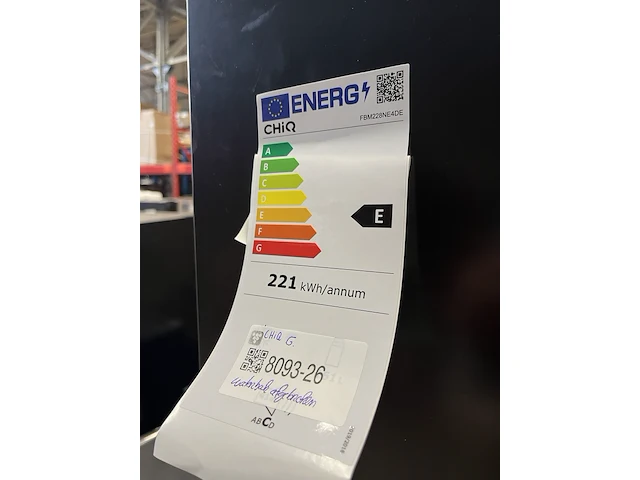 ENERG
CHiQ
FBM228NE4DE
A
B
C
D
E
F
G
E
221 kWh/annum
CHiQ G
8093-26
ABCD